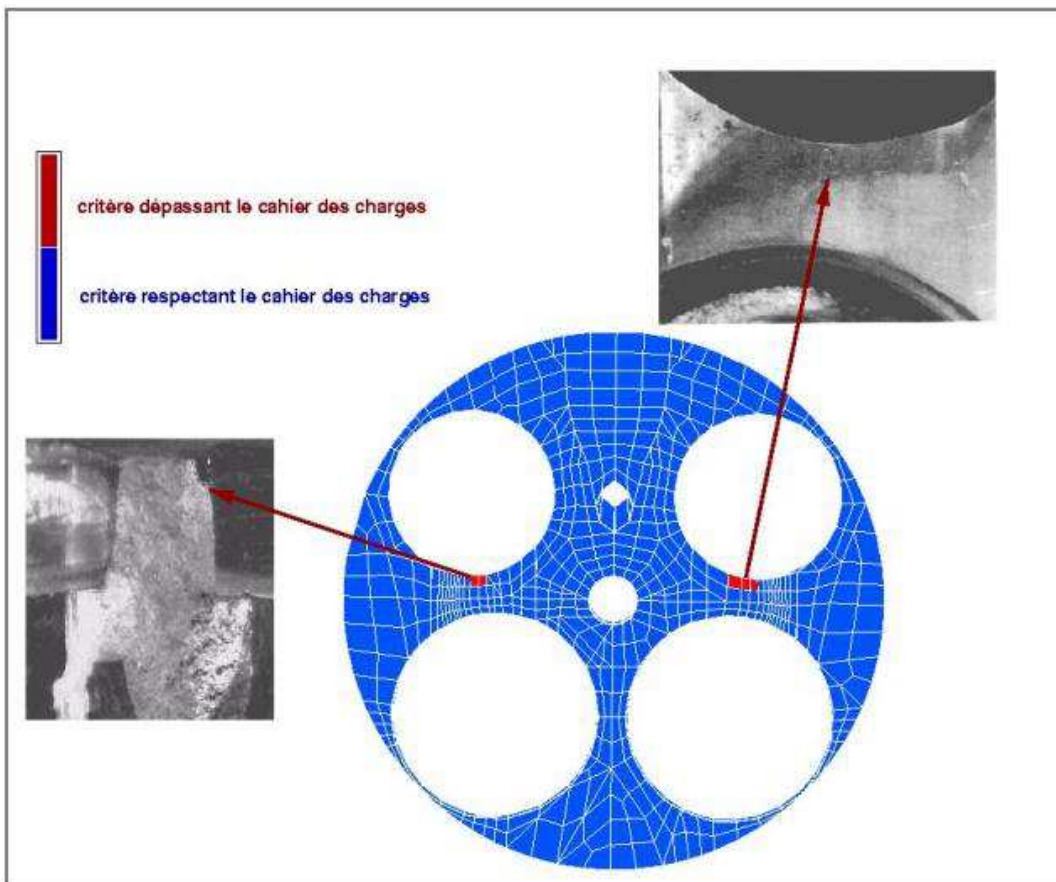 critère dépassant le cahier des charges
critère respectant le cahier des charges